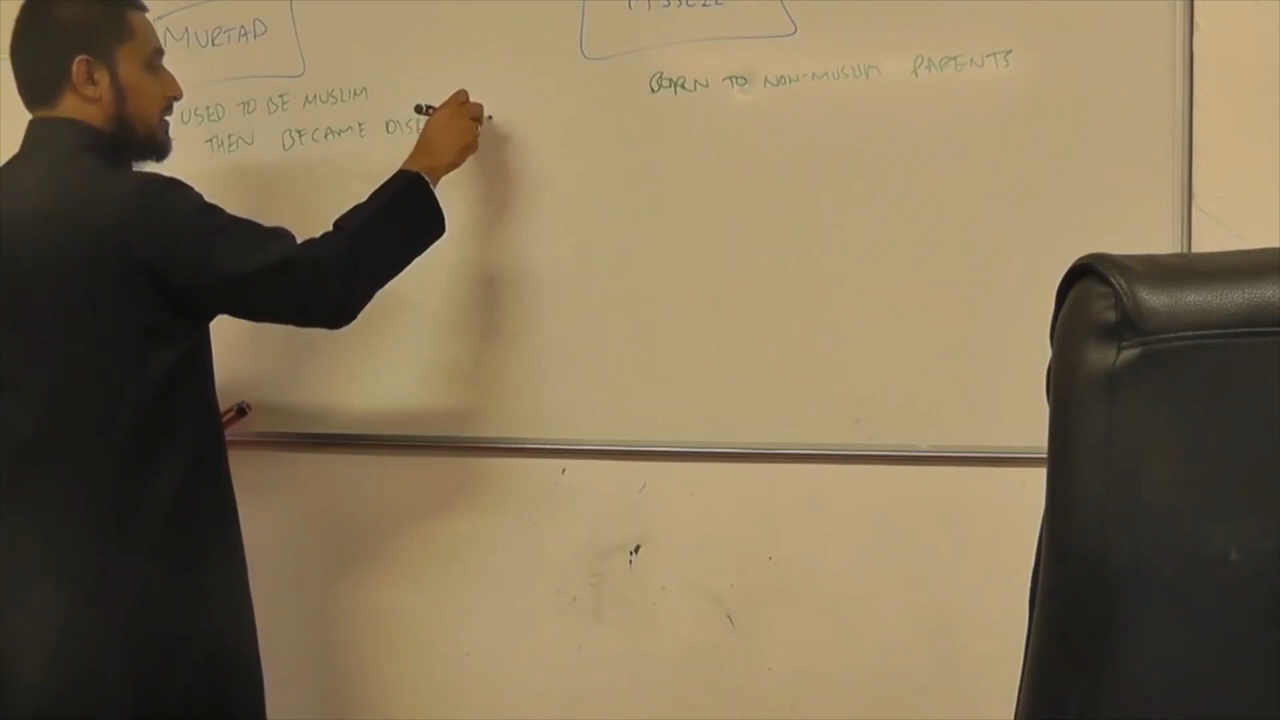 MURTAD
USED TO BE MUSLIM
THEN BECAME
BORN TO NON-MUSLIM PARENTS